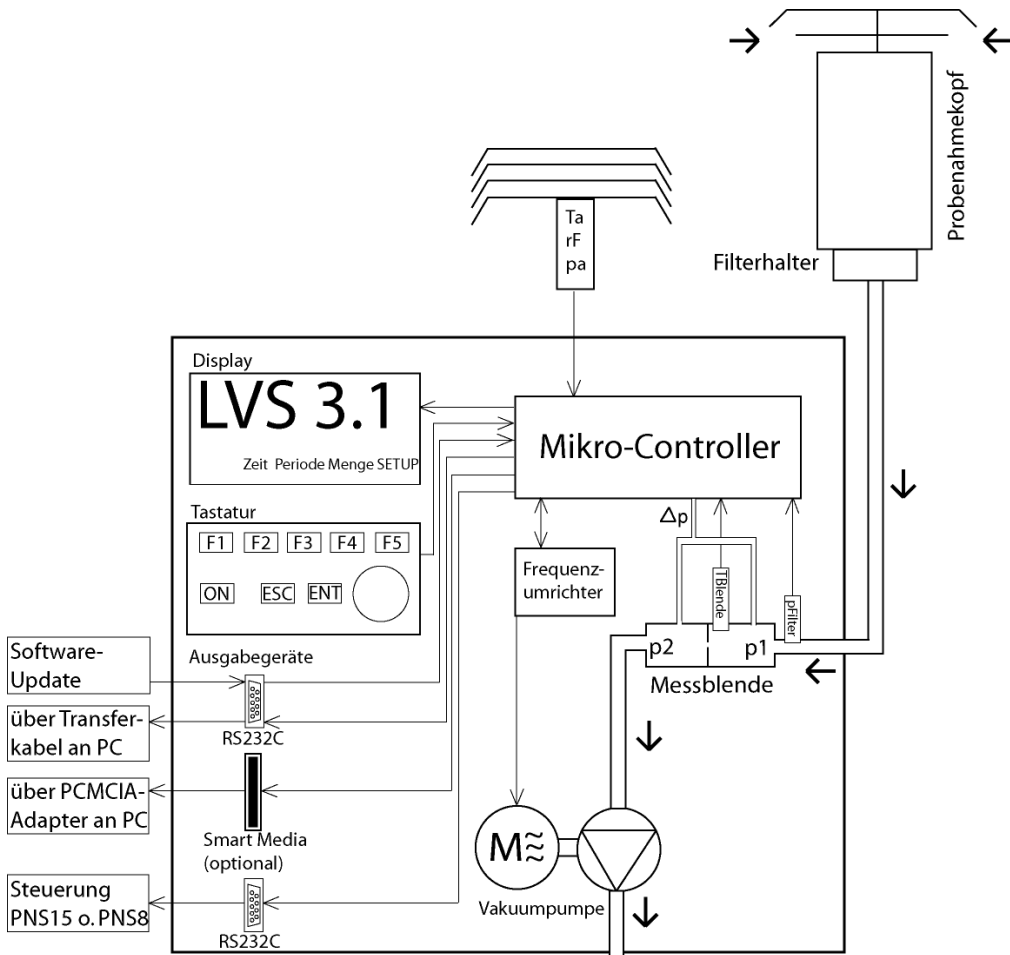 Probenahmekopf
Ta
rF
pa
Filterhalter
Display
LVS 3.1
Zeit Periode Menge SETUP
Mikro-Controller
Tastatur
F1 F2 F3 F4 F5
ON ESC ENT
Δp
Frequenz-
umrichter
TBlende
pFilter
p2 p1
Messblende
Ausgabegeräte
Software-
Update
RS232C
über Transfer-
kabel an PC
über PCMCIA-
Adapter an PC
Smart Media
(optional)
M≈
Vakuumpumpe
Steuerung
PNS15 o. PNS8
RS232C